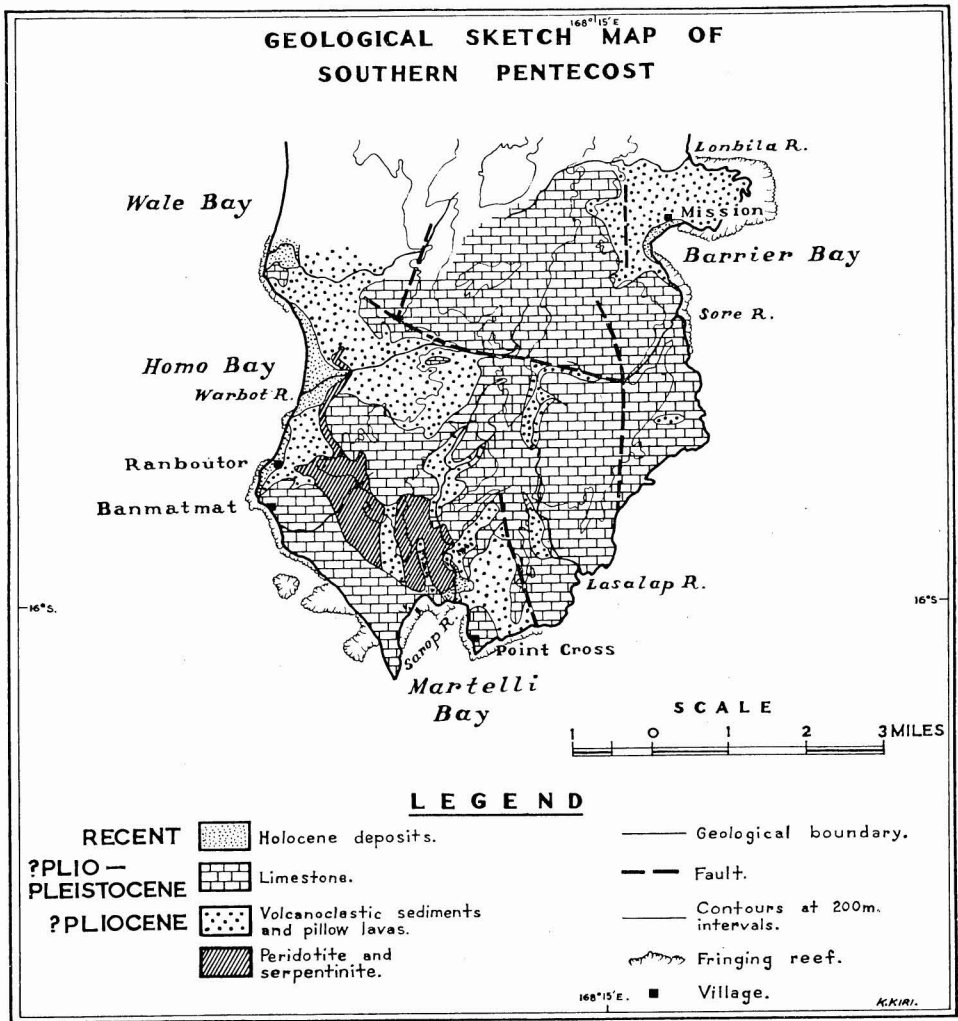 168°15'E
GEOLOGICAL SKETCH MAP OF
SOUTHERN PENTECOST
Lonbila R.
Wale Bay
Mission
Barrier Bay
Sore R.
Homo Bay
Warbot R.
Ranboutor
Banmatmat
Lasalap R.
16°S.
16°S
Sarop R.
Point Cross
Martelli
Bay
SCALE
1 0 1 2 3 MILES
LEGEND
RECENT Holocene deposits.
?PLIO—
PLEISTOCENE Limestone.
?PLIOCENE Volcanoclastic sediments
and pillow lavas.
Peridotite and
serpentinite.
Geological boundary.
Fault.
Contours at 200m.
intervals.
Fringing reef.
168°15'E. Village.
K.KIRI.